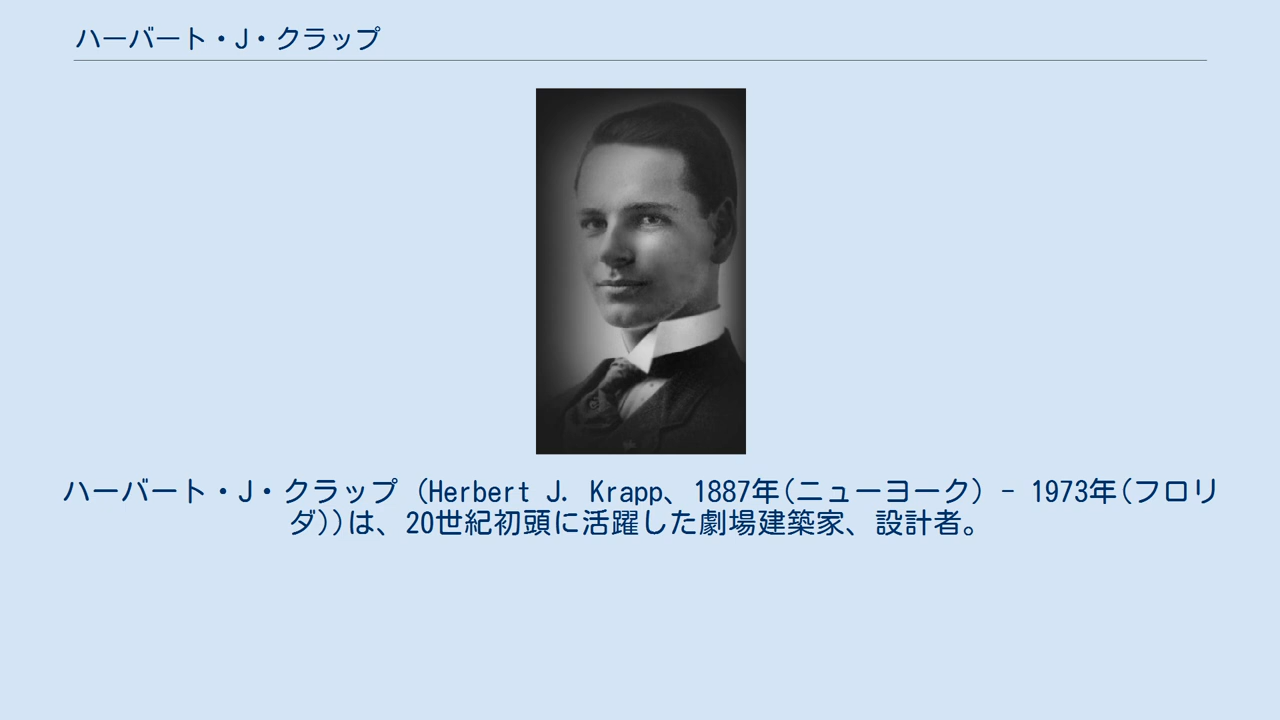 ハーバート・J・クラップ
ハーバート・J・クラップ (Herbert J. Krapp、1887年(ニューヨーク) - 1973年(フロリ
ダ))は、20世紀初頭に活躍した劇場建築家、設計者。